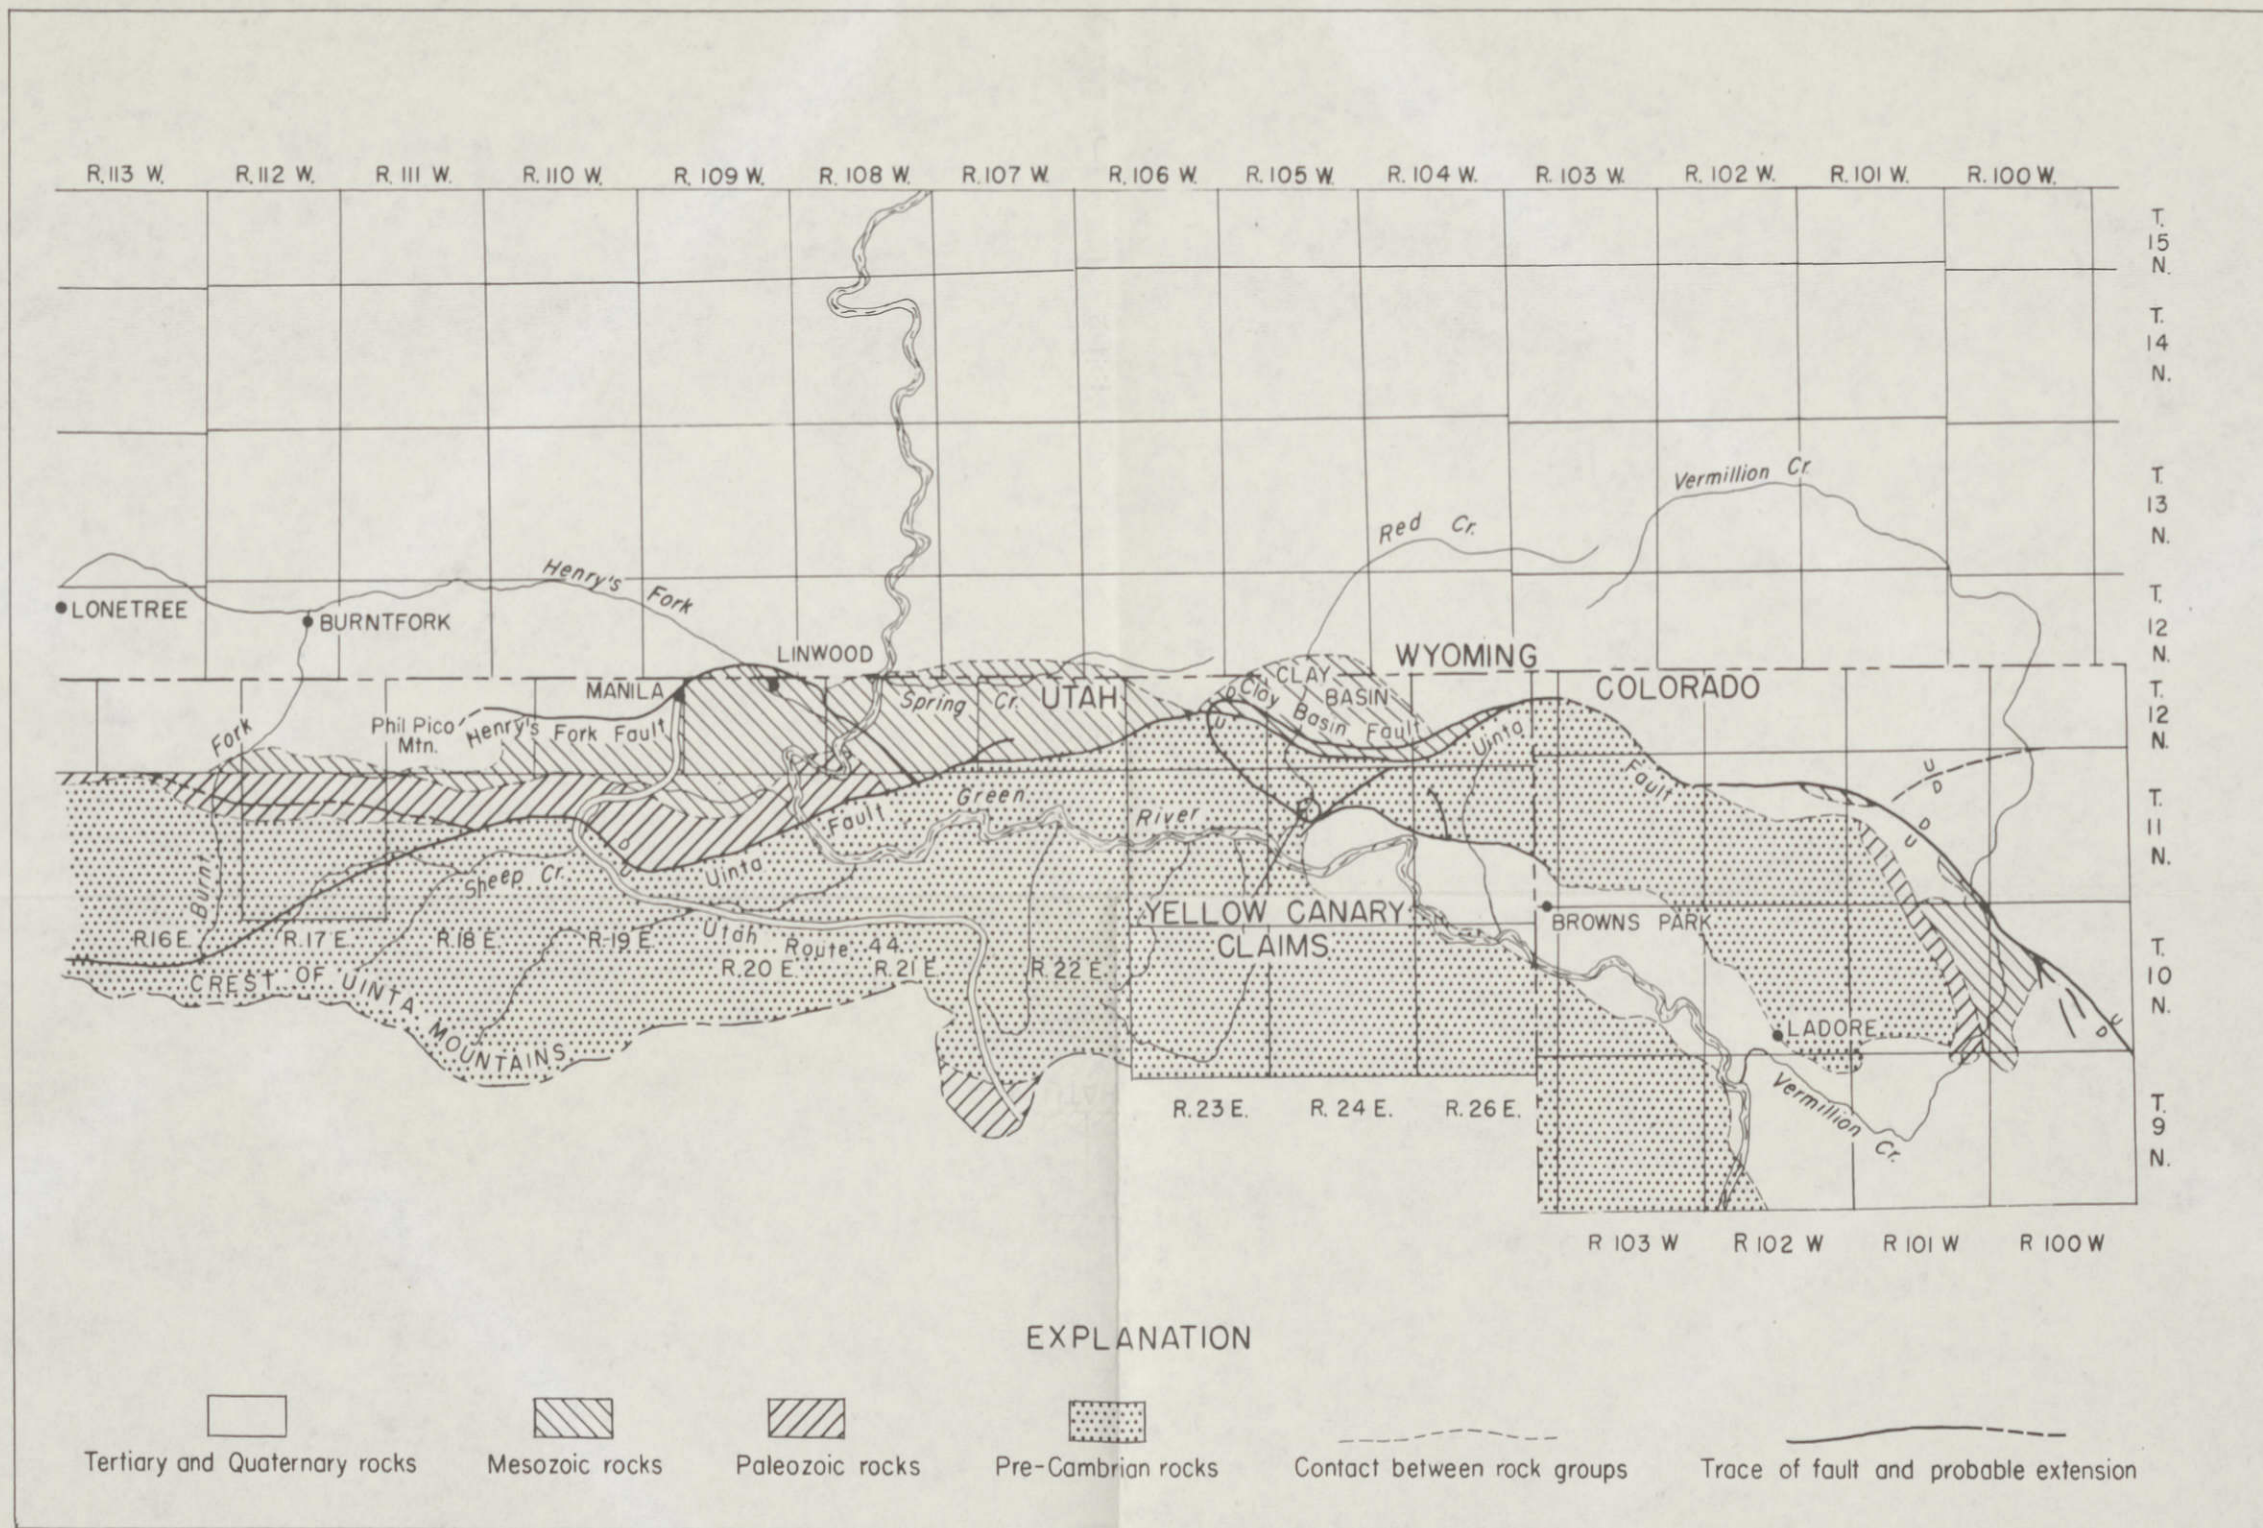 R. 113 W. R. 112 W. R. 111 W. R. 110 W. R. 109 W. R. 108 W. R. 107 W. R. 106 W. R. 105 W. R. 104 W. R. 103 W. R. 102 W. R. 101 W. R. 100 W.
T.
15
N.
T.
14
N.
Vermillion Cr.
T.
13
N.
Red Cr.
Henry's Fork
LONETREE
BURNTFORK
T.
12
N.
LINWOOD
WYOMING
MANILA
CLAY
BASIN
COLORADO
Spring Cr.
UTAH
D
Clay Basin Fault
U
T.
12
N.
Phil Pico
Mtn.
Henry's Fork Fault
Fork
Uinta
Fault
U
D
Green River
Fault
T.
11
N.
D
U
D
U
Uinta
Sheep Cr.
Burnt
YELLOW CANARY
CLAIMS
BROWNS PARK
R.16 E. R.17 E. R.18 E. R.19 E.
Utah Route 44
R.20 E. R.21 E. R.22 E.
T.
10
N.
CREST OF UINTA MOUNTAINS
LADORE
U
D
Vermillion Cr.
R. 23 E. R. 24 E. R. 26 E.
T.
9
N.
R 103 W R 102 W R 101 W R 100 W
EXPLANATION
Tertiary and Quaternary rocks
Mesozoic rocks
Paleozoic rocks
Pre-Cambrian rocks
Contact between rock groups
Trace of fault and probable extension